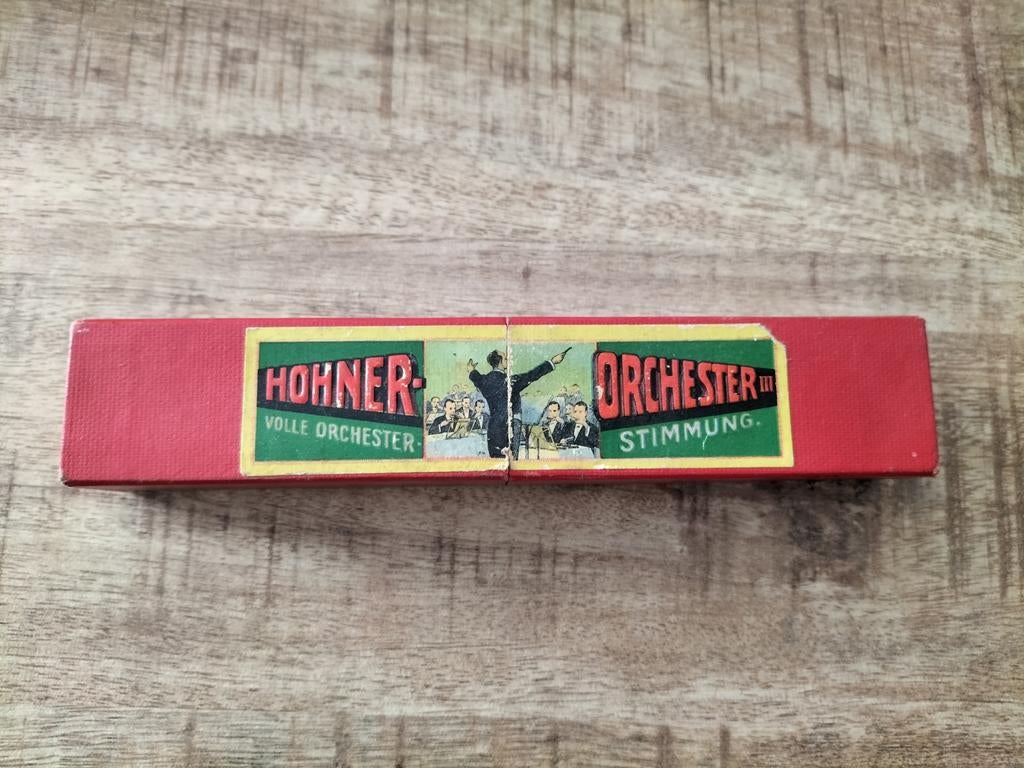 HOHNER-ORCHESTER III
VOLLE ORCHESTER-STIMMUNG.